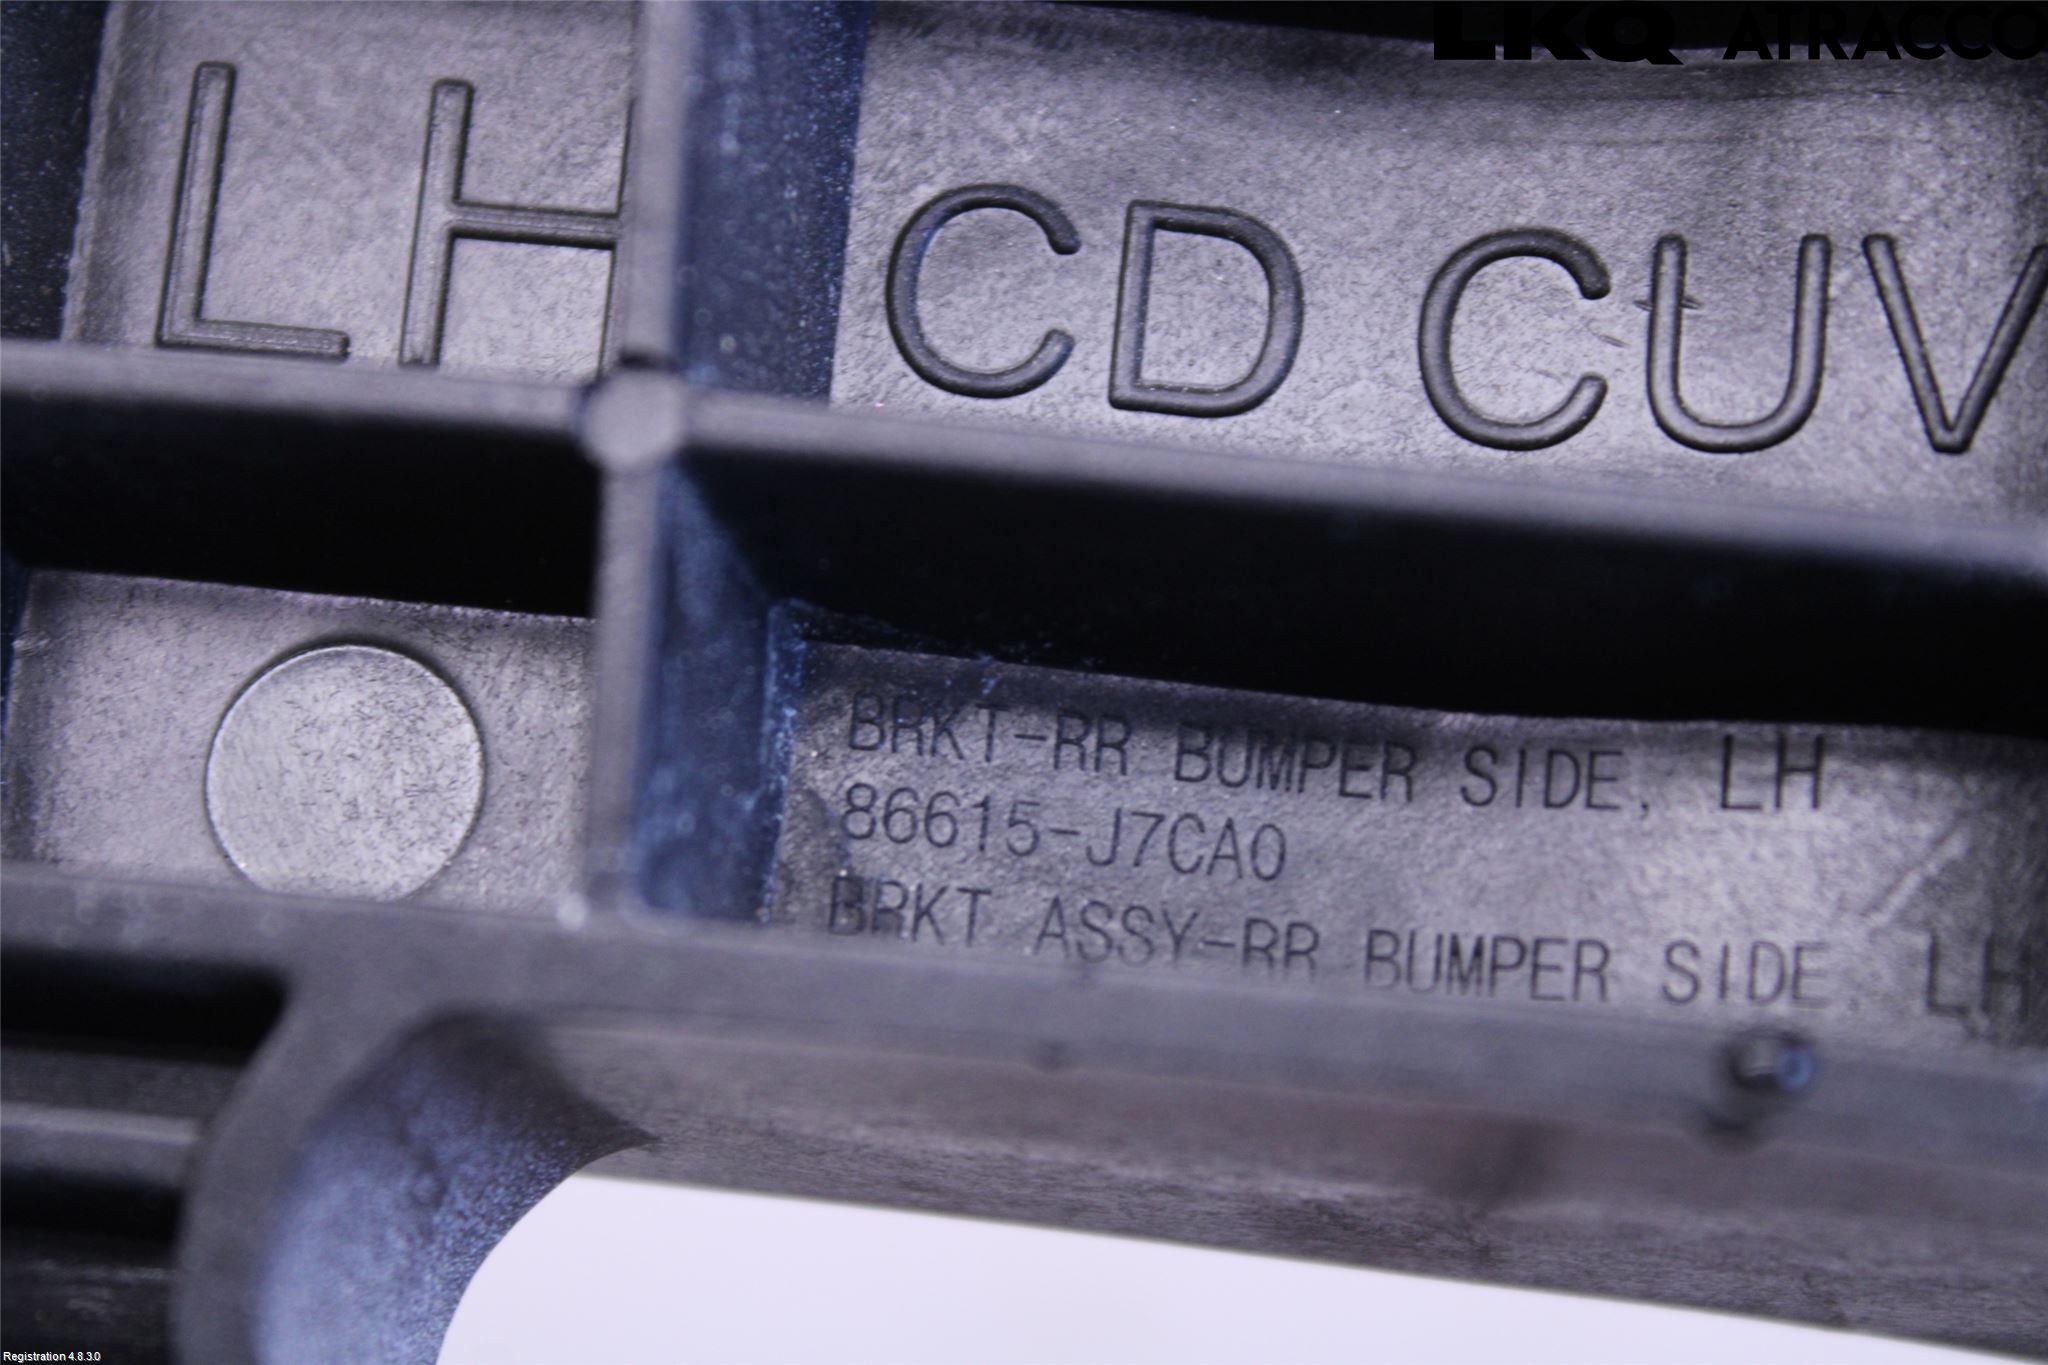 LKQ ATRACCO
LH CD CUV
BRKT-RR BUMPER SIDE, LH
86615-J7CA0
BRKT ASSY-RR BUMPER SIDE, LH
Registration 4.8.3.0